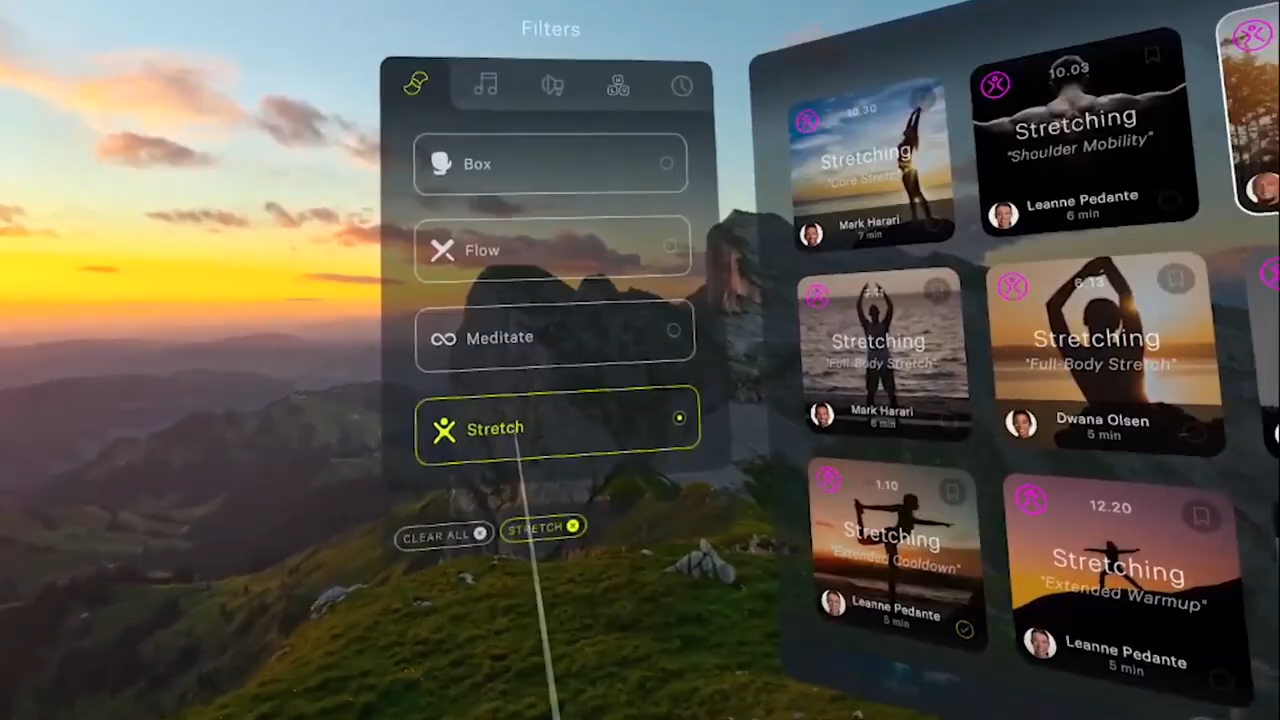 Filters
Box
Flow
Meditate
Stretch
CLEAR ALL
STRETCH
10.30
Stretching
"Core Stretch"
Mark Harari
7 min
10.03
Stretching
"Shoulder Mobility"
Leanne Pedante
6 min
Stretching
"Full-Body Stretch"
Mark Harari
6 min
6.13
Stretching
"Full-Body Stretch"
Dwana Olsen
5 min
1.10
Stretching
"Extended Cooldown"
Leanne Pedante
5 min
12.20
Stretching
"Extended Warmup"
Leanne Pedante
5 min